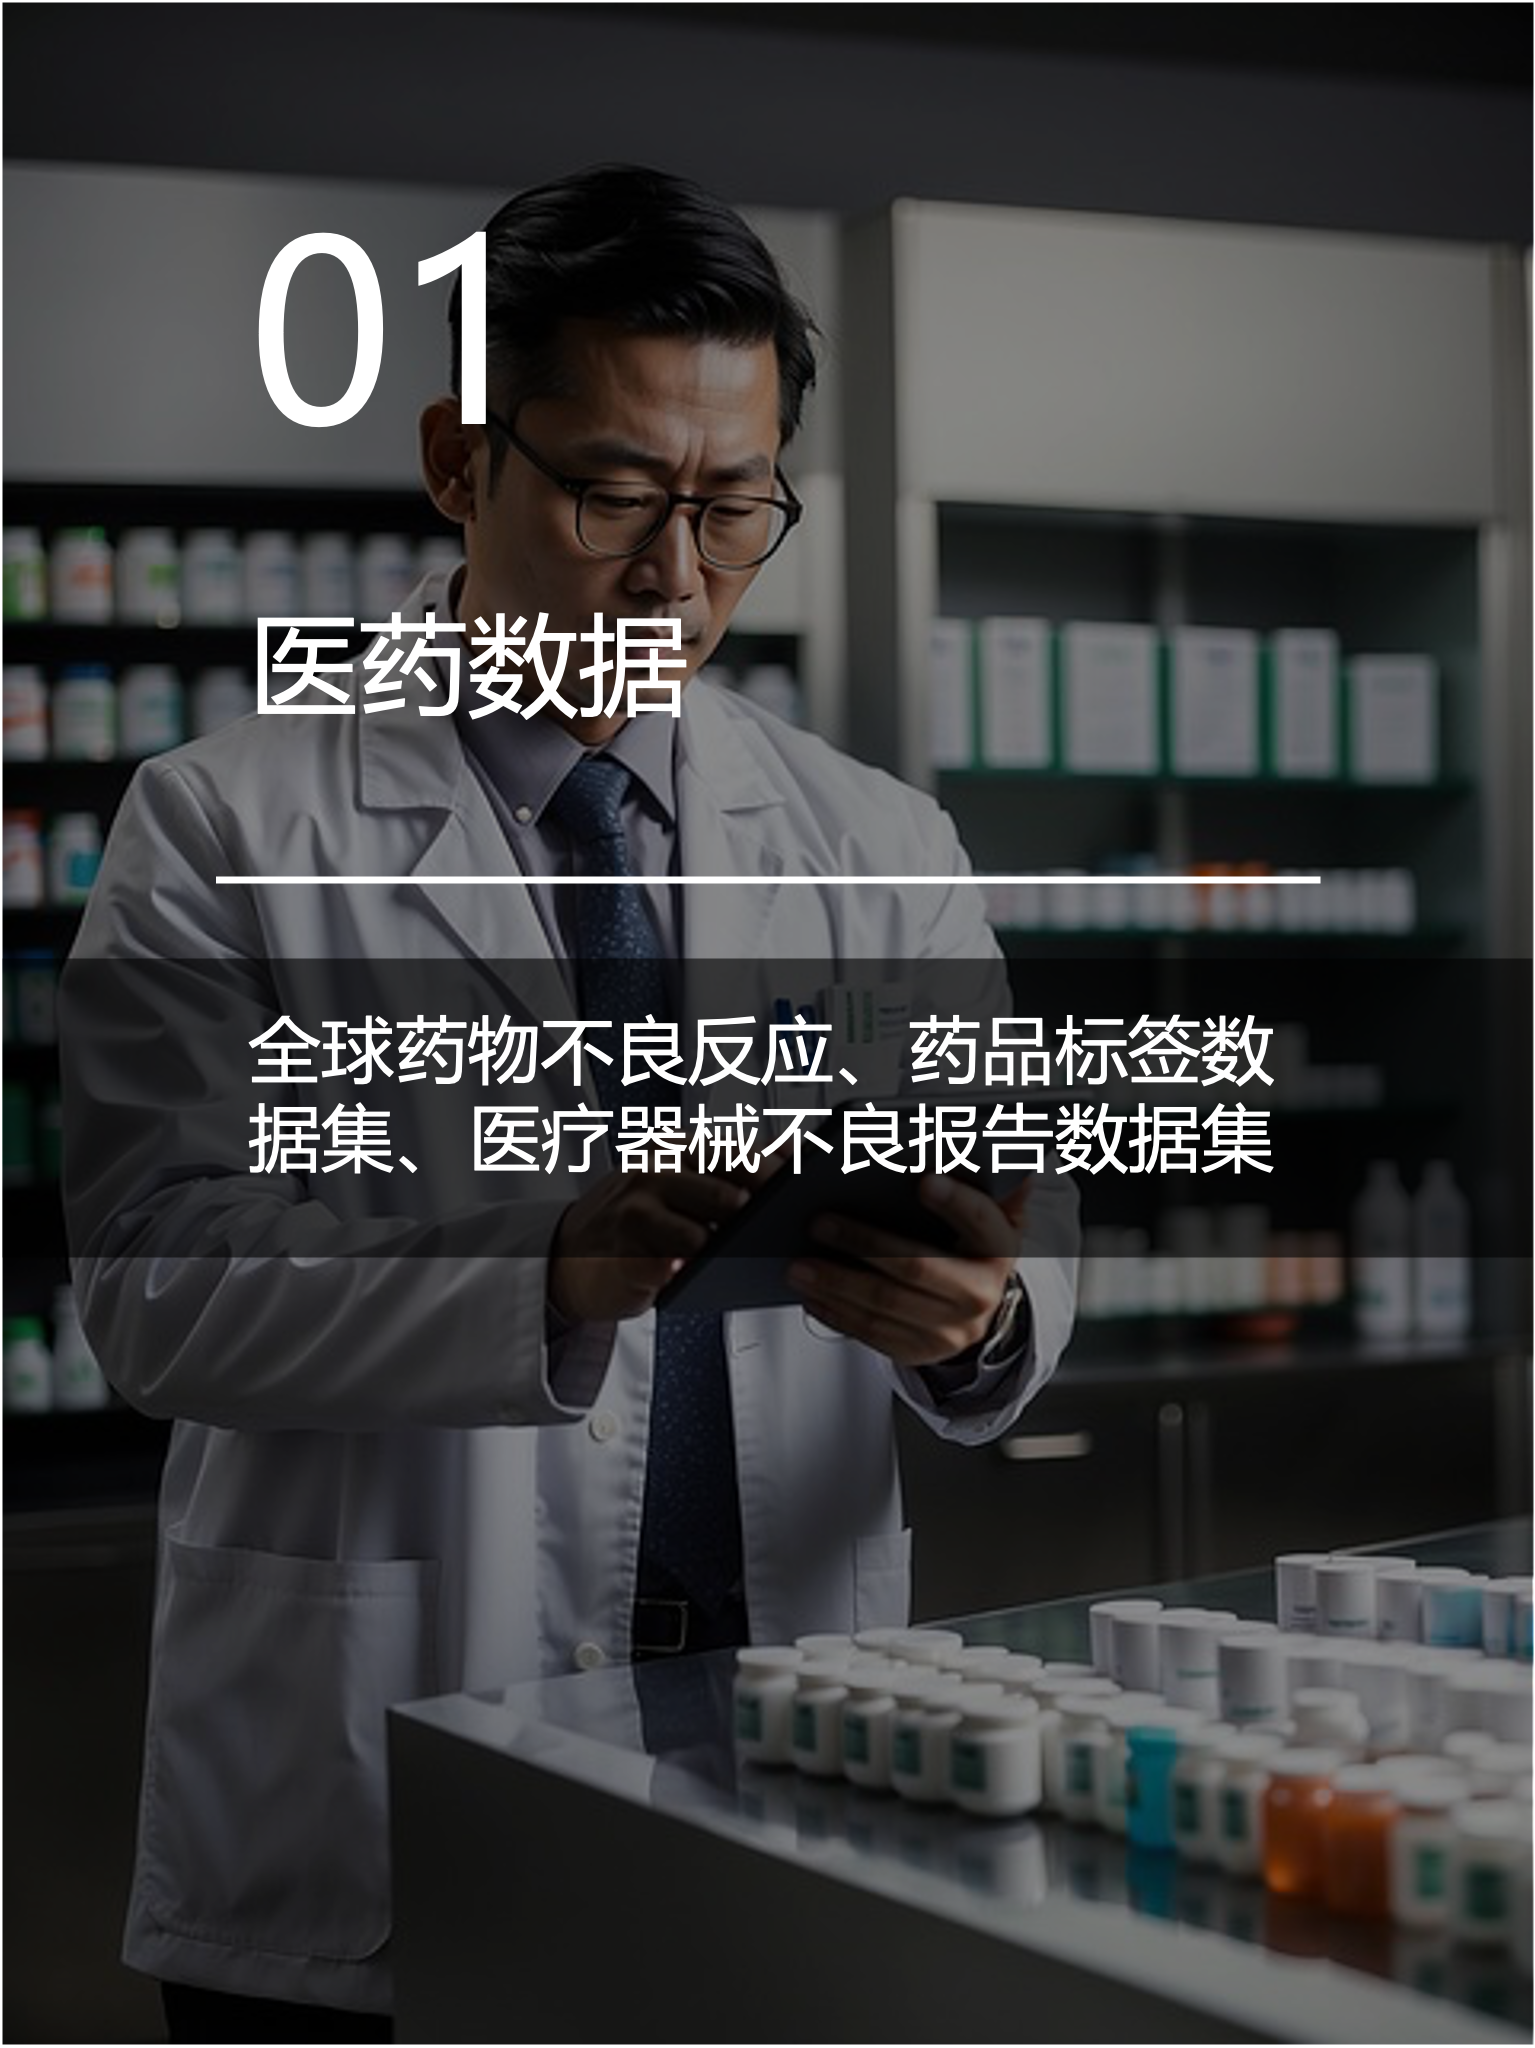 01
医药数据
全球药物不良反应、药品标签数
据集、医疗器械不良报告数据集